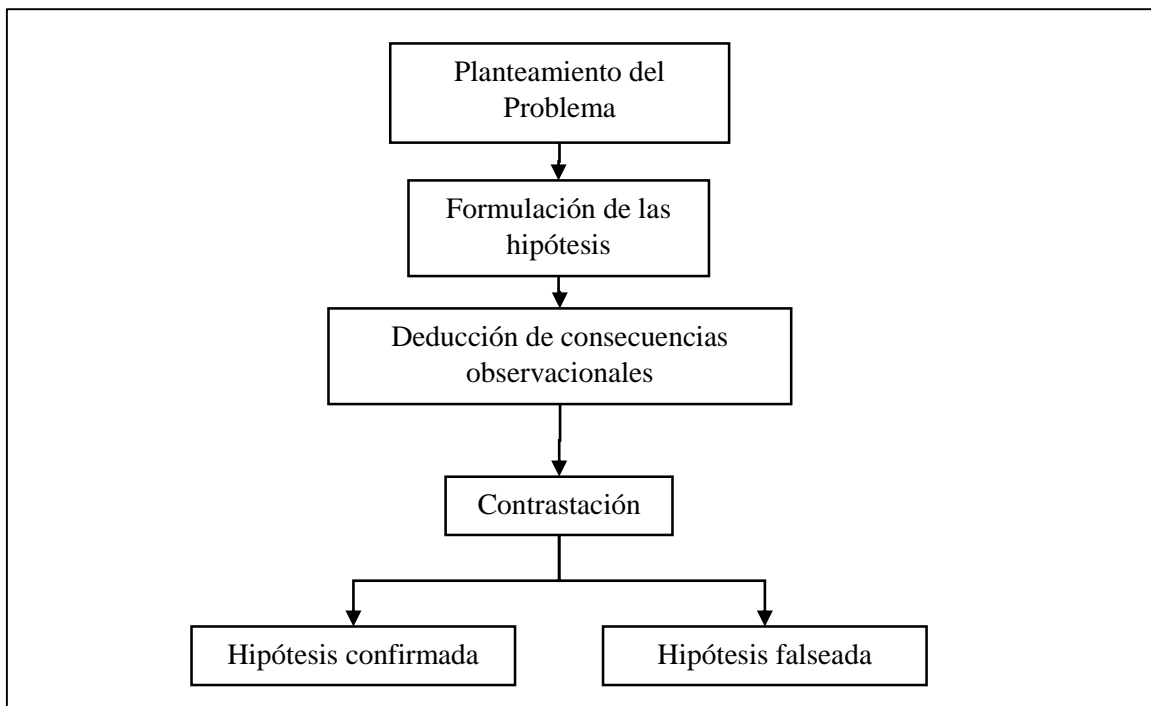 Planteamiento del
Problema
Formulación de las
hipótesis
Deducción de consecuencias
observacionales
Contrastación
Hipótesis confirmada
Hipótesis falseada